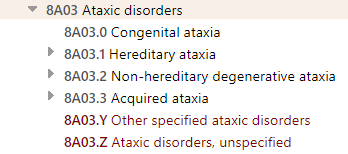 8A03 Ataxic disorders
8A03.0 Congenital ataxia
8A03.1 Hereditary ataxia
8A03.2 Non-hereditary degenerative ataxia
8A03.3 Acquired ataxia
8A03.Y Other specified ataxic disorders
8A03.Z Ataxic disorders, unspecified